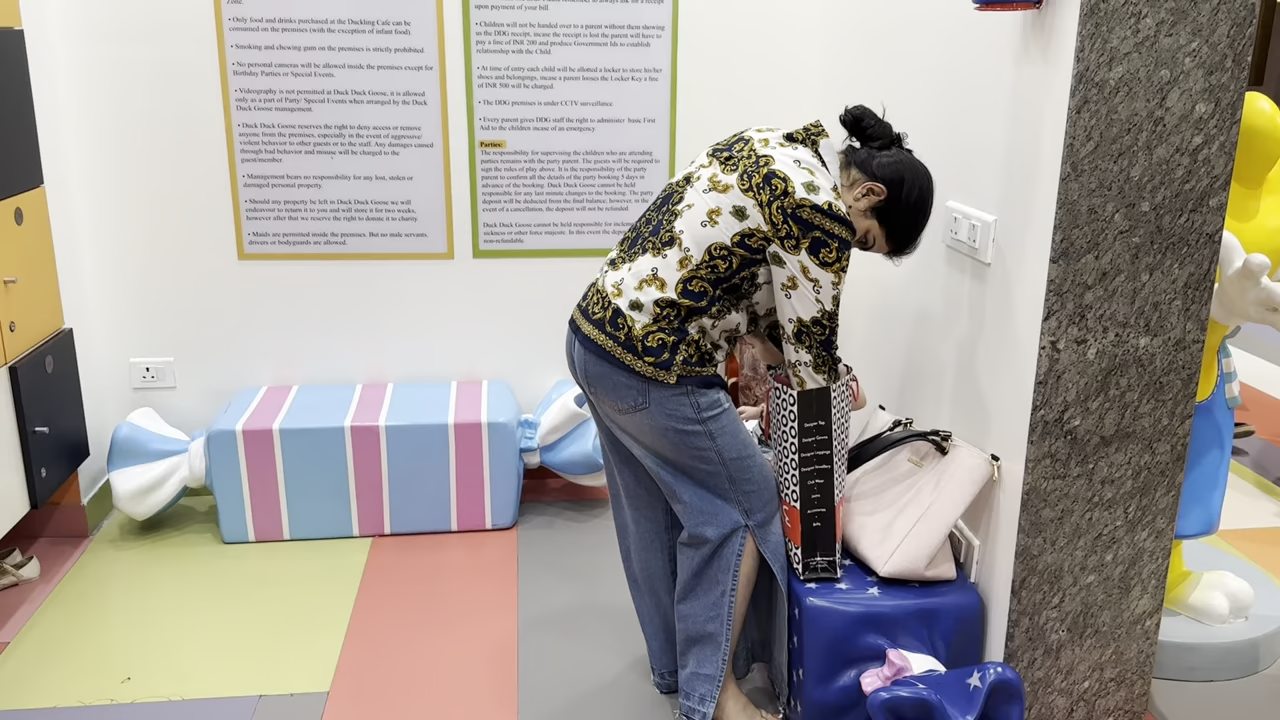 Zone.
• Only food and drinks purchased at the Duckling Cafe can be
consumed on the premises (with the exception of infant food).
• Smoking and chewing gum on the premises is strictly prohibited
• No personal cameras will be allowed inside the premises except for
Birthday Parties or Special Events.
• Videography is not permitted at Duck Duck Goose, it is allowed
only as a part of Party/ Special Events when arranged by the Duck
Duck Goose management.
• Duck Duck Goose reserves the right to deny access or remove
anyone from the premises, especially in the event of aggressive/
violent behavior to other guests or to the staff. Any damages caused
through bad behavior and misuse will be charged to the
guest/member.
• Management bears no responsibility for any lost, stolen or
damaged personal property.
• Should any property be left in Duck Duck Goose we will
endeavour to return it to you and will store it for two weeks,
however after that we reserve the right to donate it to charity.
• Maids are permitted inside the premises. But no male servants,
drivers or bodyguards are allowed.
upon payment of your bill
• Children will not be handed over to a parent without them showing
us the DDG receipt, incase the receipt is lost the parent will have to
pay a fine of INR 200 and produce Government Ids to establish
relationship with the Child.
• At time of entry each child will be allotted a locker to store his/her
shoes and belongings, incase a parent looses the Locker Key a fine
of INR 500 will be charged.
• The DDG premises is under CCTV surveillance
• Every parent gives DDG staff the right to administer basic First
Aid to the children incase of an emergency
Parties:
The responsibility for supervising the children who are attending
parties remains with the party parent. The guests will be required to
sign the rules of play above. It is the responsibility of the party
parent to confirm all the details of the party booking 5 days in
advance of the booking. Duck Duck Goose cannot be held
responsible for any last minute changes to the booking. The party
deposit will be deducted from the final balance; however, in the
event of a cancellation, the deposit will not be refunded.
Duck Duck Goose cannot be held responsible for
sickness or other force majeure. In this event the
non-refundable.
Designer Top
Designer Gowns
Designer Leggings
Designer Jewellery
Club Wear
Jeans
Accessories
Belts